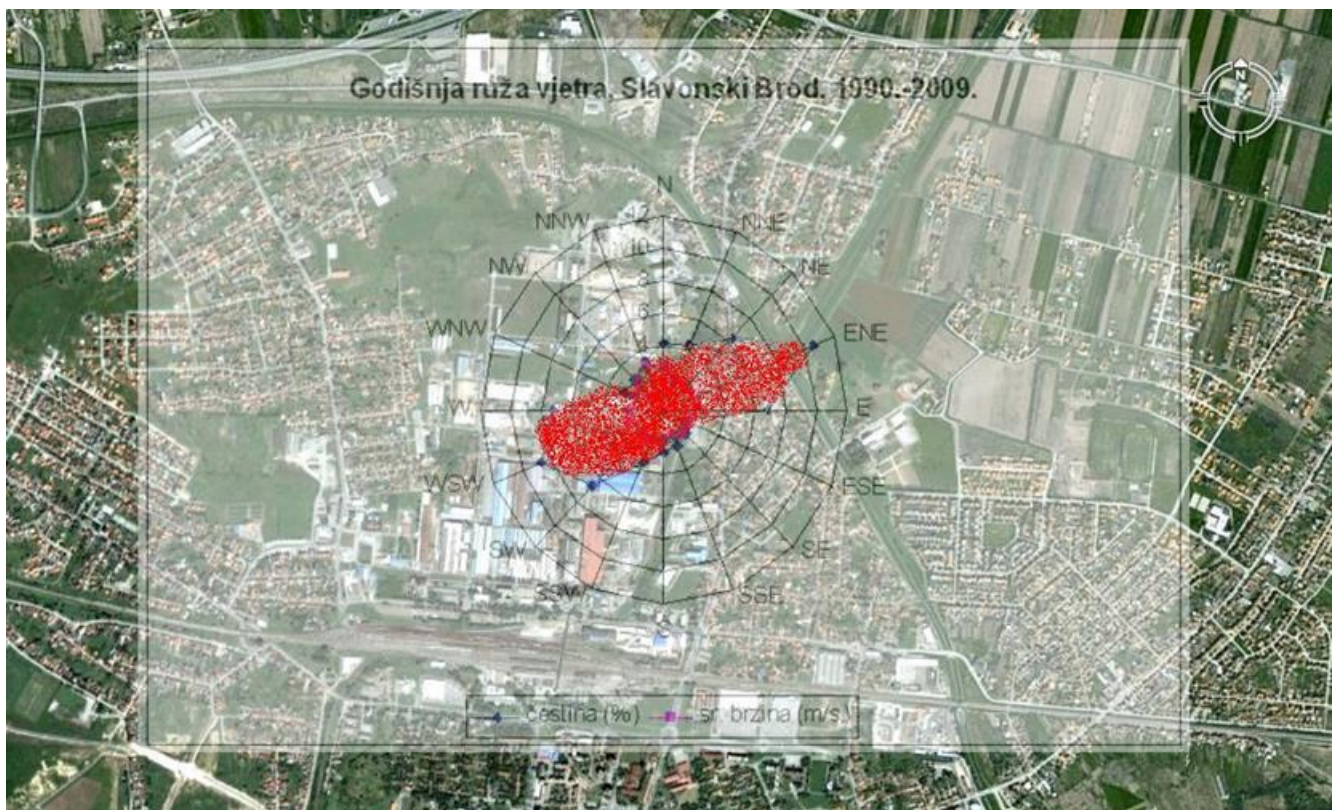 Godišnja ruža vjetra, Slavonski Brod, 1990.-2009.
N
N
NNW
12
NNE
10
NW
8
NE
6
WNW
ENE
W
E
WSW
ESE
SW
SE
SSW
SSE
S
čestina (%) sr. brzina (m/s)